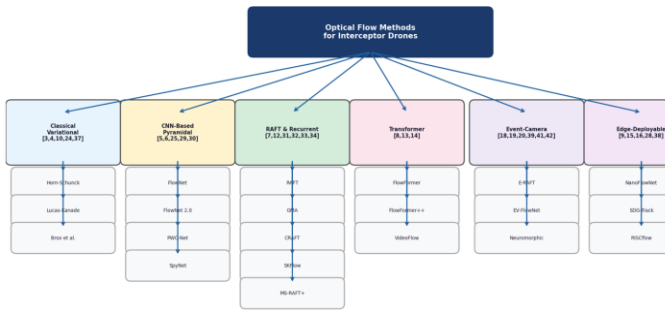 Optical Flow Methods
for Interceptor Drones
Classical
Variational
[3,4,10,24,37]
CNN-Based
Pyramidal
[5,6,25,29,30]
RAFT & Recurrent
[7,12,31,32,33,34]
Transformer
[8,13,14]
Event-Camera
[18,19,20,39,41,42]
Edge-Deployable
[9,15,16,28,38]
Horn-Schunck
Lucas-Kanade
Brox et al.
FlowNet
FlowNet 2.0
PWC-Net
SpyNet
RAFT
GMA
CRAFT
SKFlow
MS-RAFT+
FlowFormer
FlowFormer++
VideoFlow
E-RAFT
EV-FlowNet
Neuromorphic
NanoFlowNet
RISCflow